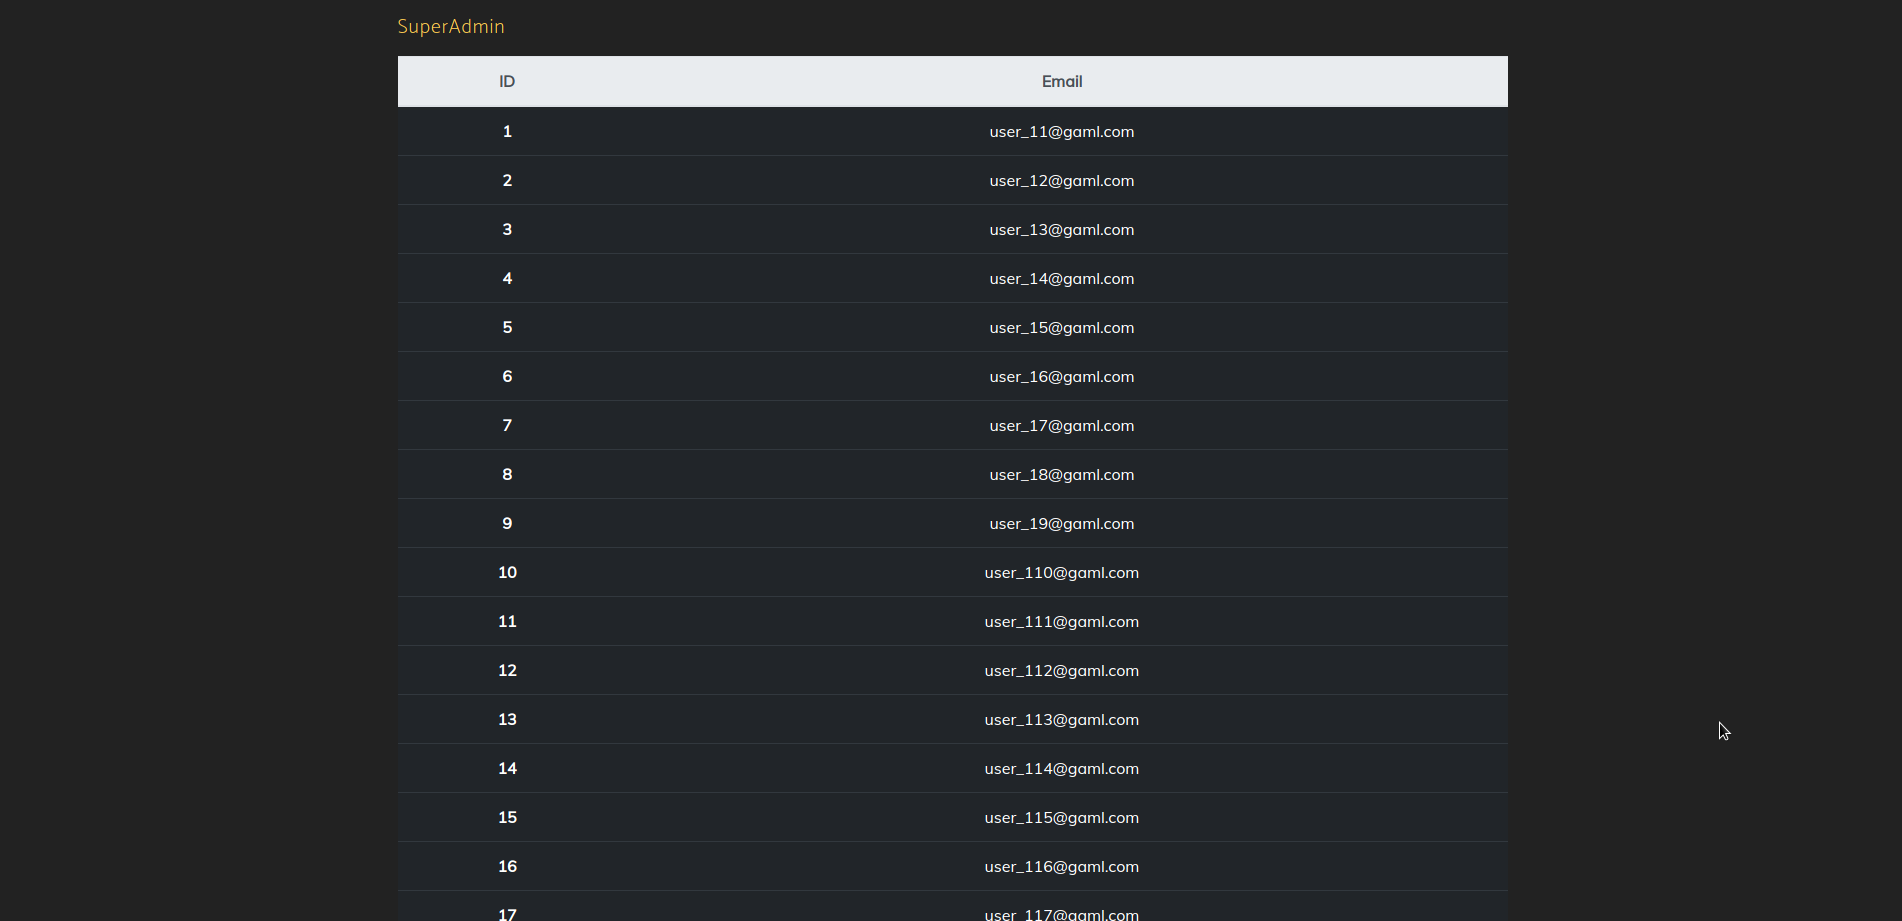 SuperAdmin
ID Email
1 user_11@gaml.com
2 user_12@gaml.com
3 user_13@gaml.com
4 user_14@gaml.com
5 user_15@gaml.com
6 user_16@gaml.com
7 user_17@gaml.com
8 user_18@gaml.com
9 user_19@gaml.com
10 user_110@gaml.com
11 user_111@gaml.com
12 user_112@gaml.com
13 user_113@gaml.com
14 user_114@gaml.com
15 user_115@gaml.com
16 user_116@gaml.com
17 user_117@gaml.com